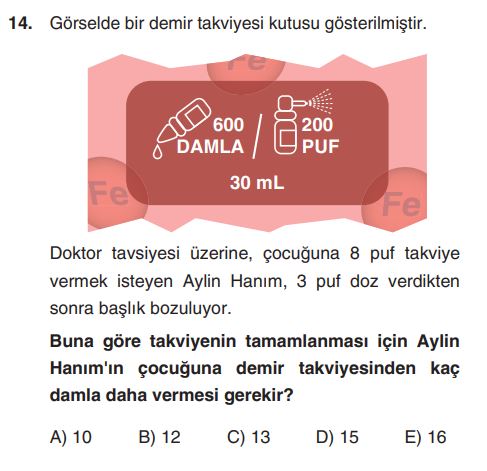 14. Görselde bir demir takviyesi kutusu gösterilmiştir.
Fe
600 DAMLA / 200 PUF
30 mL
Fe
Fe
Doktor tavsiyesi üzerine, çocuğuna 8 puf takviye
vermek isteyen Aylin Hanım, 3 puf doz verdikten
sonra başlık bozuluyor.
Buna göre takviyenin tamamlanması için Aylin
Hanım'ın çocuğuna demir takviyesinden kaç
damla daha vermesi gerekir?
A) 10 B) 12 C) 13 D) 15 E) 16